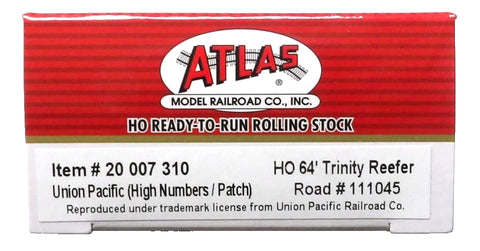 ATLAS
®
MODEL RAILROAD CO., INC.
HO READY-TO-RUN ROLLING STOCK
Item # 20 007 310 HO 64' Trinity Reefer
Union Pacific (High Numbers / Patch) Road # 111045
Reproduced under trademark license from Union Pacific Railroad Co.